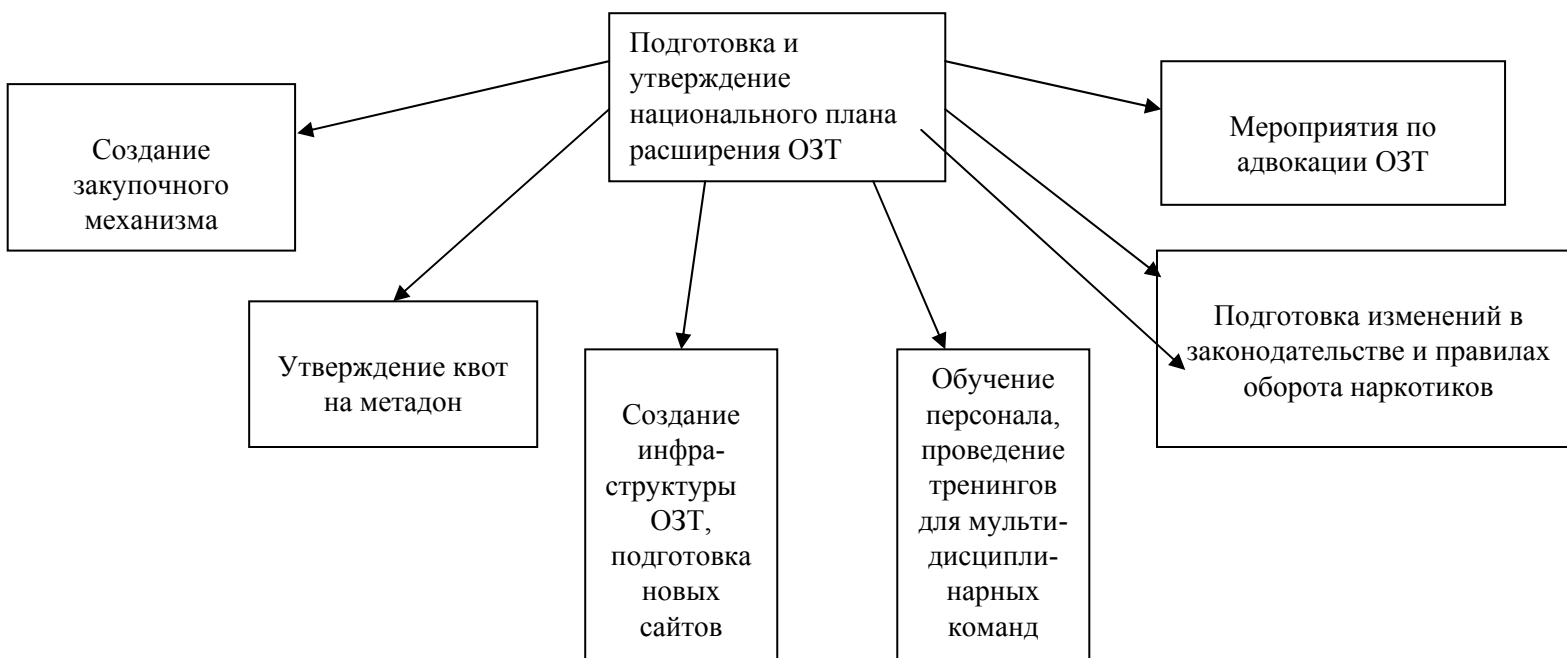 Подготовка и
утверждение
национального плана
расширения ОЗТ
Создание
закупочного
механизма
Мероприятия по
адвокации ОЗТ
Утверждение квот
на метадон
Создание
инфра-
структуры
ОЗТ,
подготовка
новых
сайтов
Обучение
персонала,
проведение
тренингов
для мульти-
дисципли-
нарных
команд
Подготовка изменений в
законодательстве и правилах
оборота наркотиков